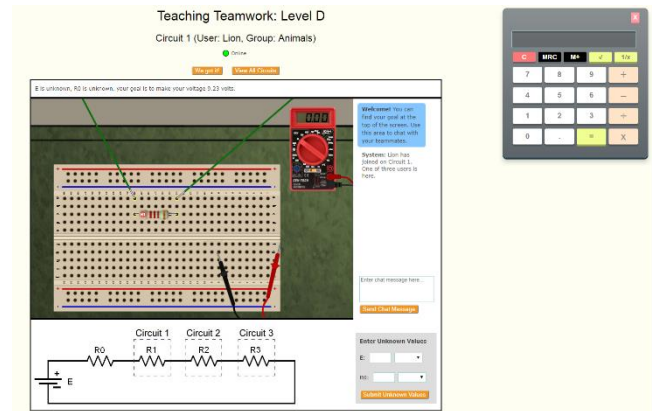 Teaching Teamwork: Level D
Circuit 1 (User: Lion, Group: Animals)
Online
We got it! View All Circuits
E is unknown, R0 is unknown, your goal is to make your voltage 9.23 volts.
0.00
Welcome! You can
find your goal at the
top of the screen. Use
this area to chat with
your teammates.
System: Lion has
joined on Circuit 1.
One of three users is
here.
Enter chat message here...
Send Chat Message
Circuit 1 Circuit 2 Circuit 3
R0 R1 R2 R3
+
E
Enter Unknown Values
E:
R0:
Submit Unknown Values
X
C MRC M+ √ 1/x
7 8 9 ÷
4 5 6 −
1 2 3 +
0 . = X